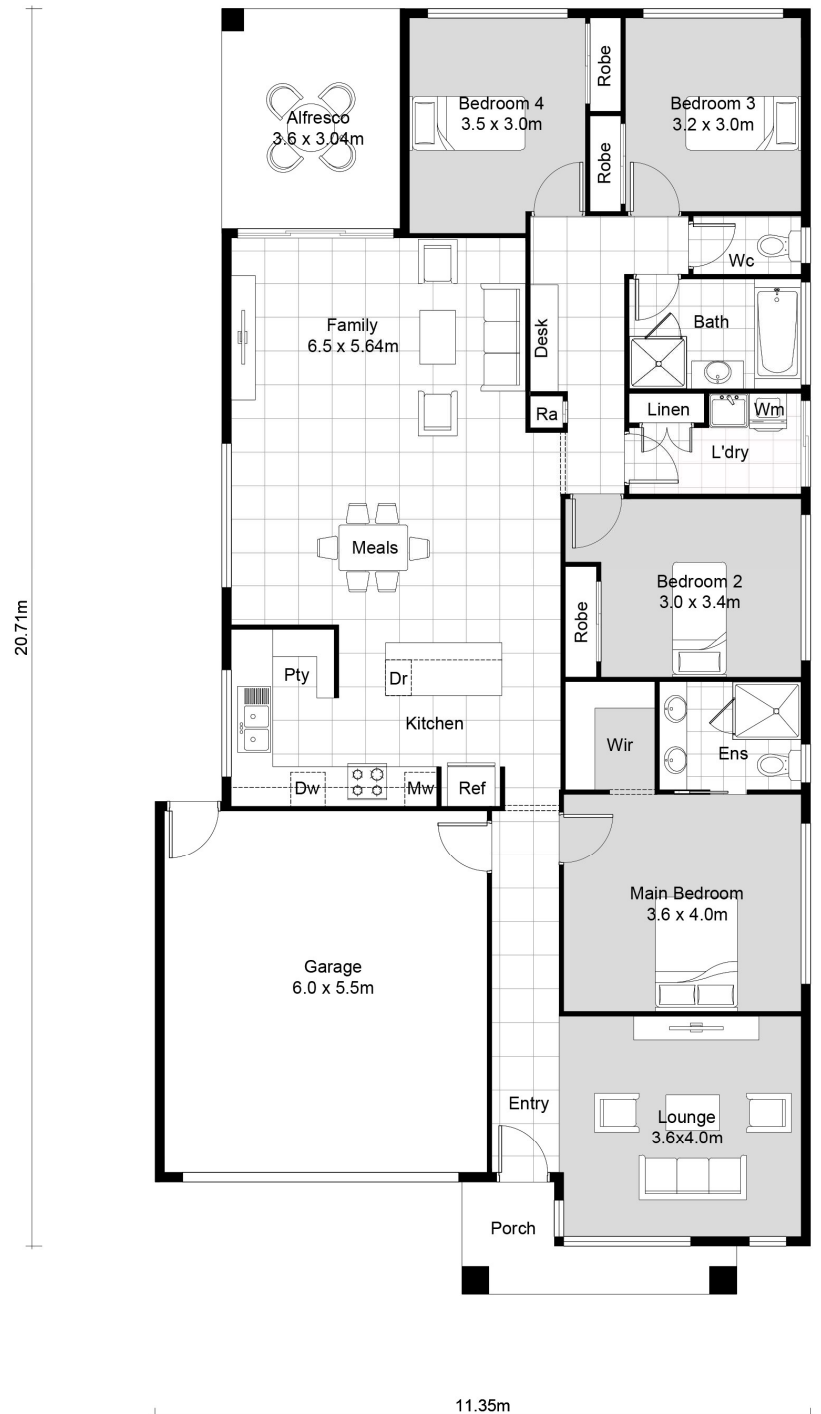 Bedroom 4
3.5 x 3.0m
Robe
Bedroom 3
3.2 x 3.0m
Alfresco
3.6 x 3.04m
Robe
Wc
Family
6.5 x 5.64m
Desk
Bath
Ra
Linen
Wm
L'dry
Meals
Bedroom 2
3.0 x 3.4m
Robe
20.71m
Pty
Dr
Kitchen
Wir
Ens
Dw
Mw
Ref
Main Bedroom
3.6 x 4.0m
Garage
6.0 x 5.5m
Entry
Lounge
3.6x4.0m
Porch
11.35m